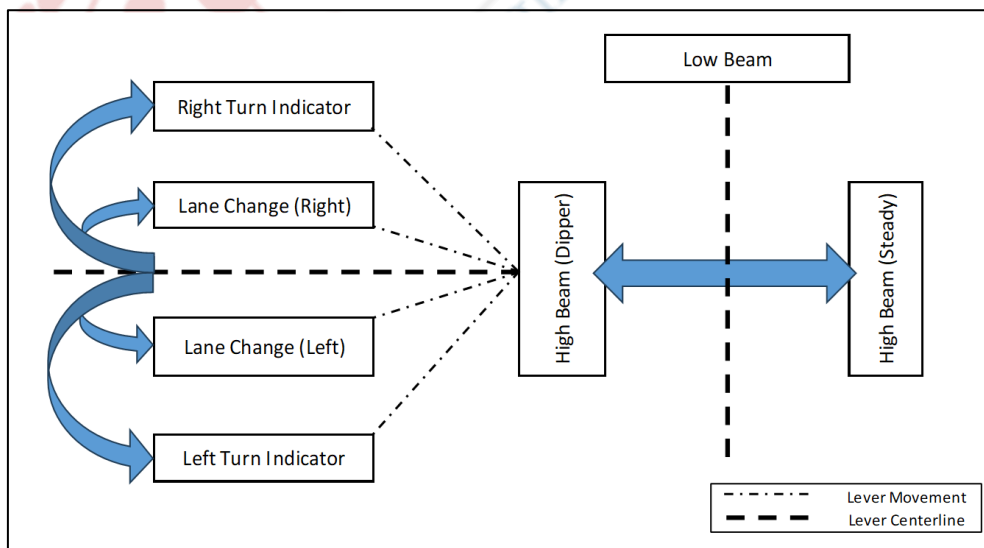 Low Beam
Right Turn Indicator
Lane Change (Right)
High Beam (Dipper)
High Beam (Steady)
Lane Change (Left)
Left Turn Indicator
Lever Movement
Lever Centerline